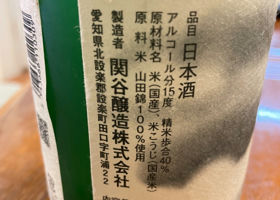 品目 日本酒
アルコール分15度 精米歩合40%
原材料名 米(国産)、米こうじ(国産米)
原料米 山田錦100%使用
製造者 関谷醸造株式会社
愛知県北設楽郡設楽町田口字町浦22
内容